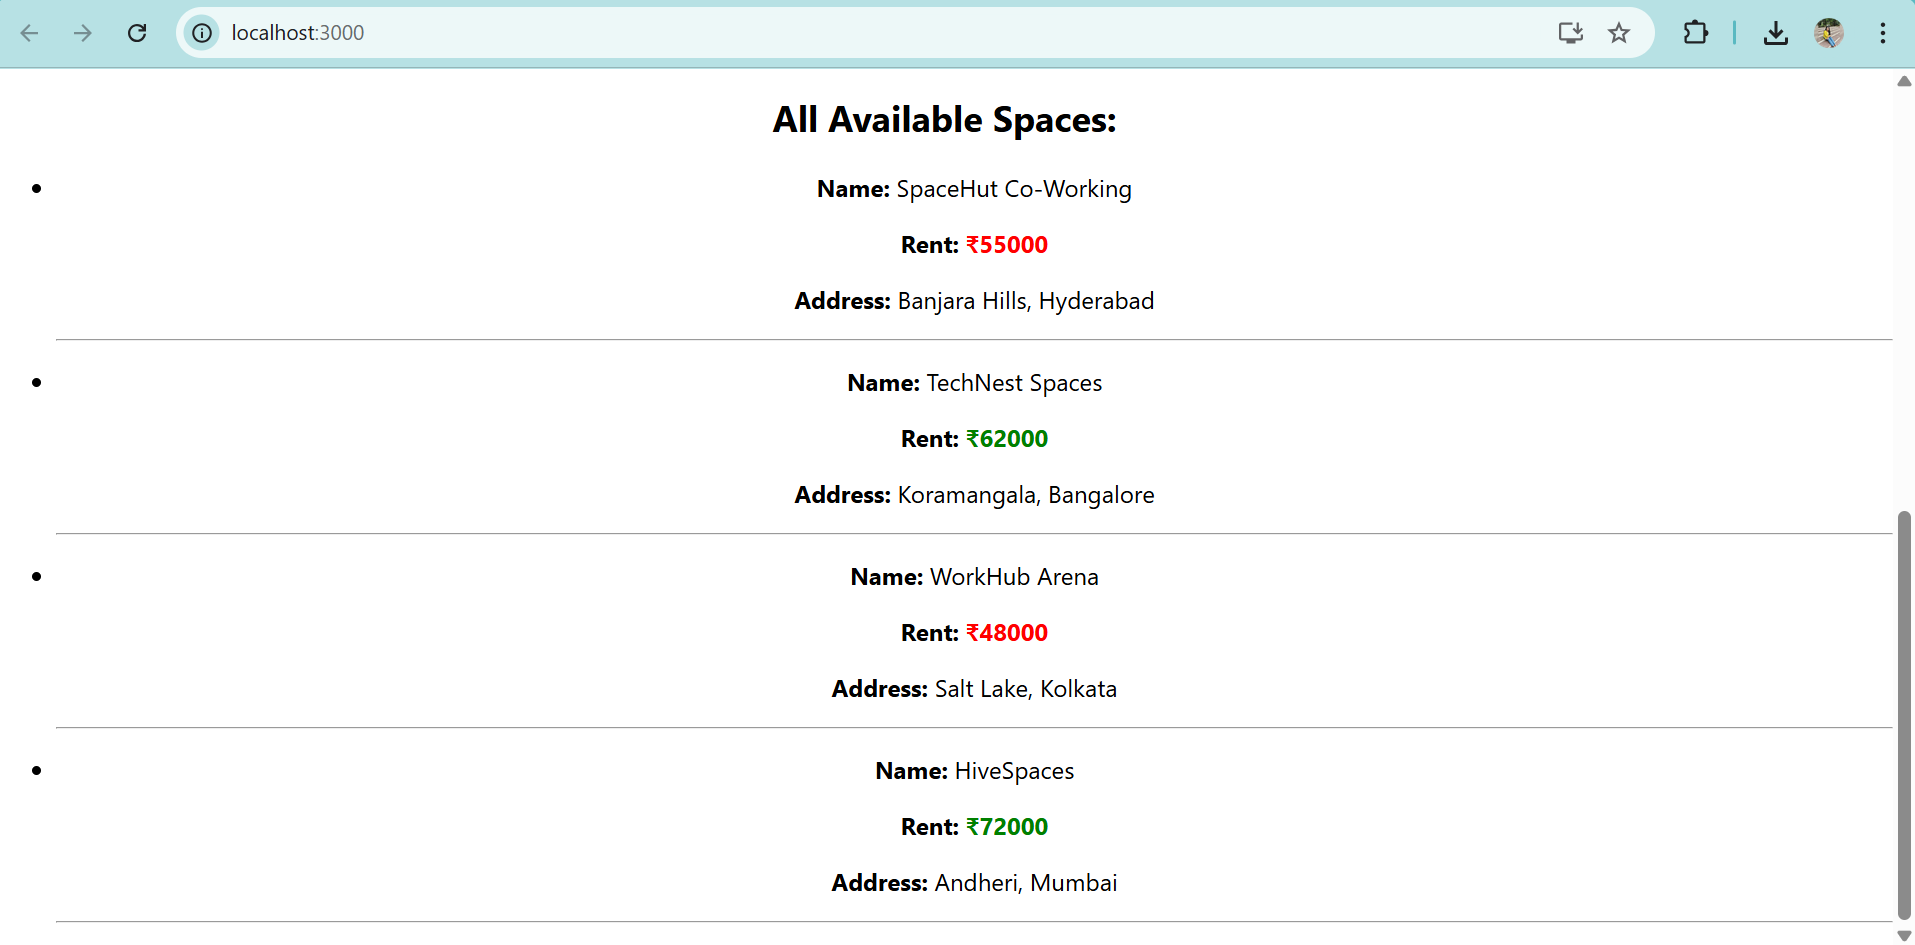 localhost:3000
All Available Spaces:
Name: SpaceHut Co-Working
Rent: ₹55000
Address: Banjara Hills, Hyderabad
Name: TechNest Spaces
Rent: ₹62000
Address: Koramangala, Bangalore
Name: WorkHub Arena
Rent: ₹48000
Address: Salt Lake, Kolkata
Name: HiveSpaces
Rent: ₹72000
Address: Andheri, Mumbai